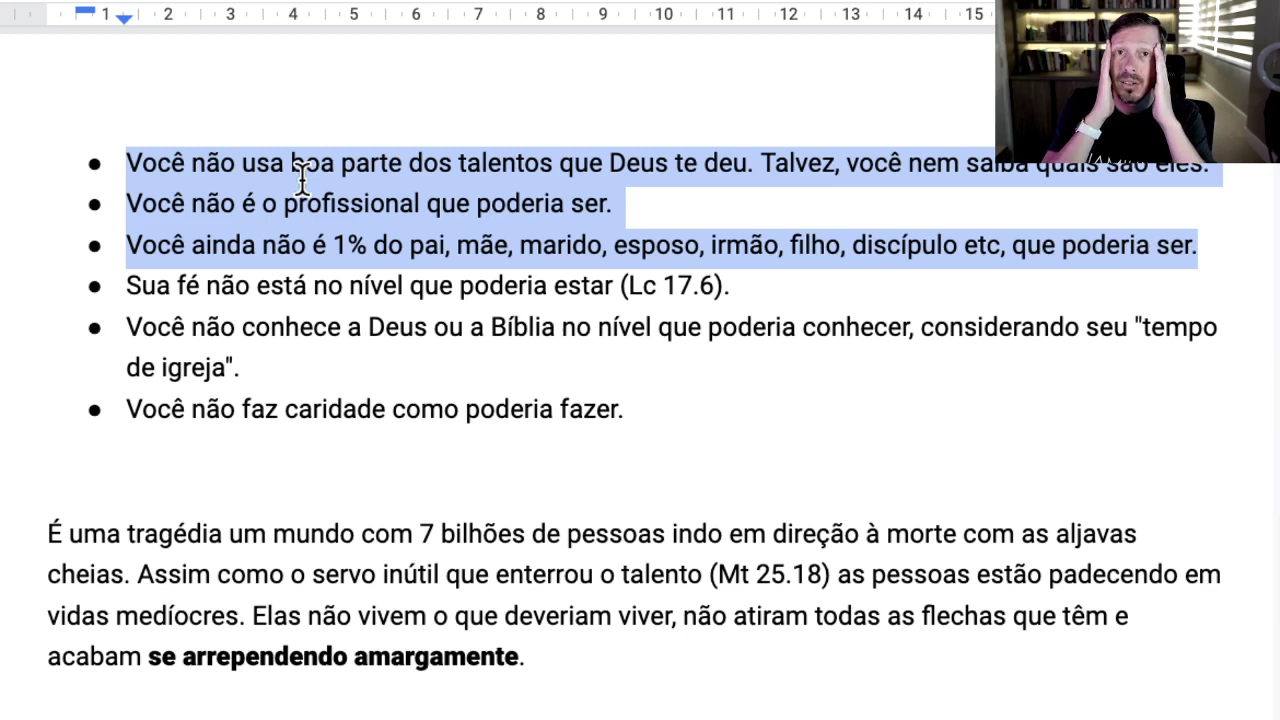 1 2 3 4 5 6 7 8 9 10 11 12 13 14 15
● Você não usa boa parte dos talentos que Deus te deu. Talvez, você nem saiba quais são eles.
● Você não é o profissional que poderia ser.
● Você ainda não é 1% do pai, mãe, marido, esposo, irmão, filho, discípulo etc, que poderia ser.
● Sua fé não está no nível que poderia estar (Lc 17.6).
● Você não conhece a Deus ou a Bíblia no nível que poderia conhecer, considerando seu "tempo
de igreja".
● Você não faz caridade como poderia fazer.
É uma tragédia um mundo com 7 bilhões de pessoas indo em direção à morte com as aljavas
cheias. Assim como o servo inútil que enterrou o talento (Mt 25.18) as pessoas estão padecendo em
vidas medíocres. Elas não vivem o que deveriam viver, não atiram todas as flechas que têm e
acabam se arrependendo amargamente.